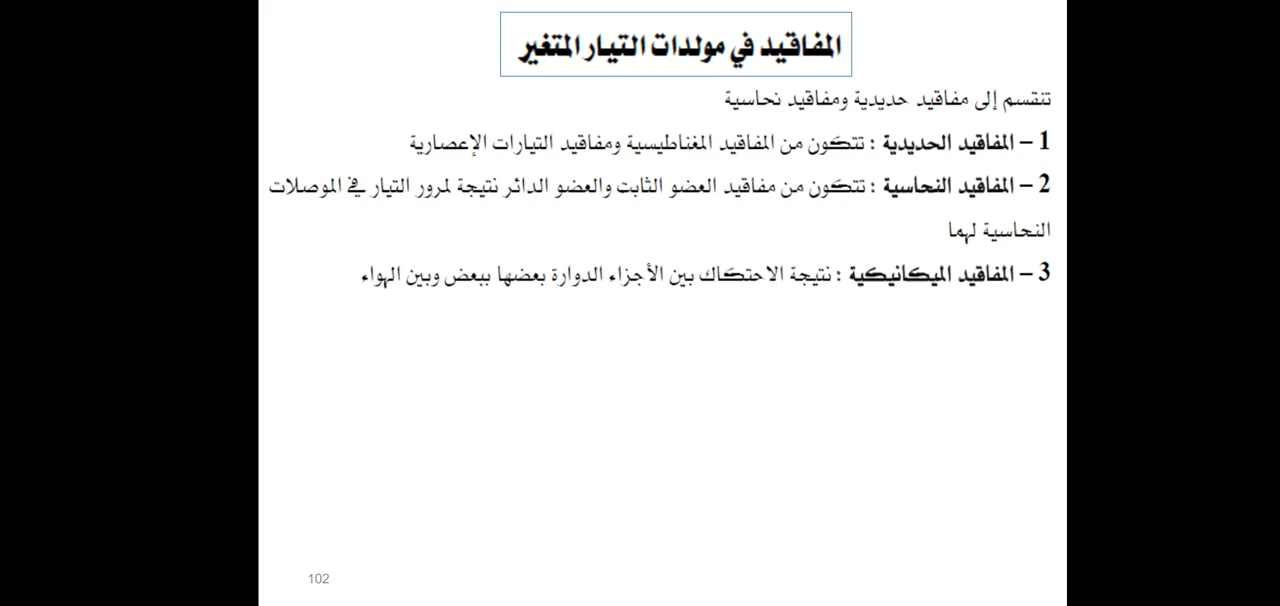 المفاقيد في مولدات التيار المتغير
تنقسم إلى مفاقيد حديدية ومفاقيد نحاسية
1 – المفاقيد الحديدية : تتكون من المفاقيد المغناطيسية ومفاقيد التيارات الإعصارية
2 – المفاقيد النحاسية : تتكون من مفاقيد العضو الثابت والعضو الدائر نتيجة لمرور التيار في الموصلات
النحاسية لهما
3 – المفاقيد الميكانيكية : نتيجة الاحتكاك بين الأجزاء الدوارة بعضها ببعض وبين الهواء
102